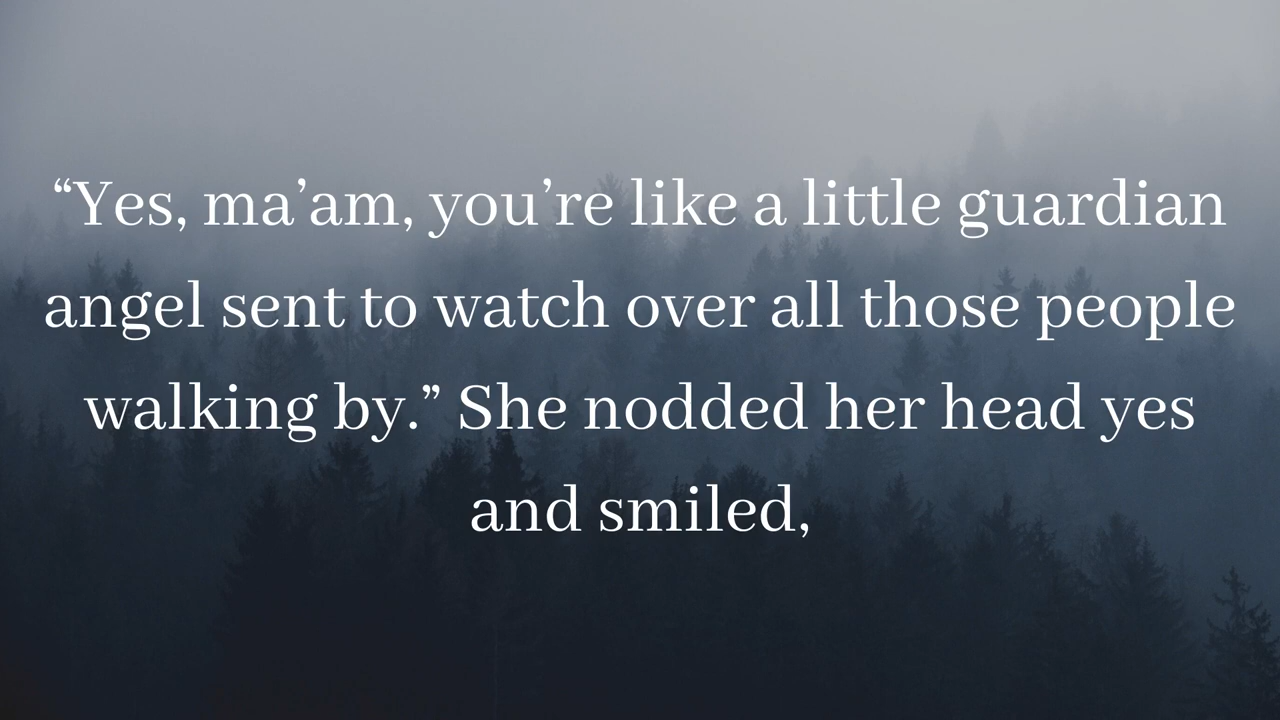 “Yes, ma’am, you’re like a little guardian
angel sent to watch over all those people
walking by.” She nodded her head yes
and smiled,